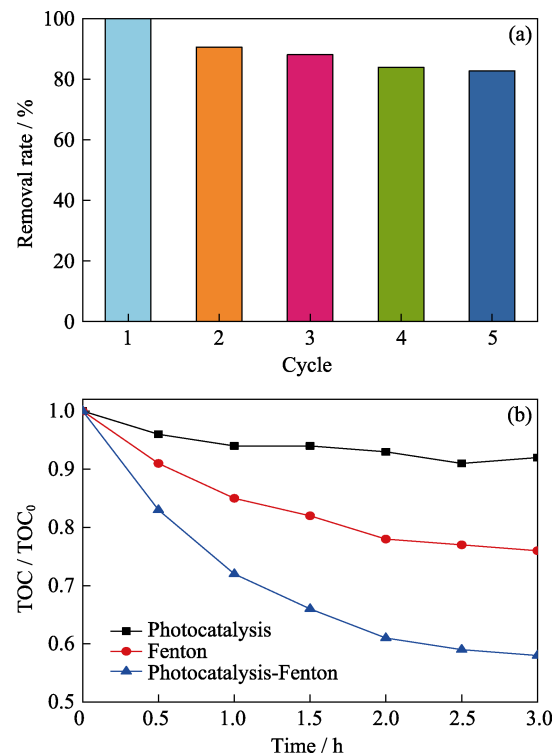 (a)
100
80
60
40
20
0
Removal rate / %
1 2 3 4 5
Cycle
(b)
1.0
0.9
0.8
0.7
0.6
0.5
TOC / TOC₀
Photocatalysis
Fenton
Photocatalysis-Fenton
0 0.5 1.0 1.5 2.0 2.5 3.0
Time / h